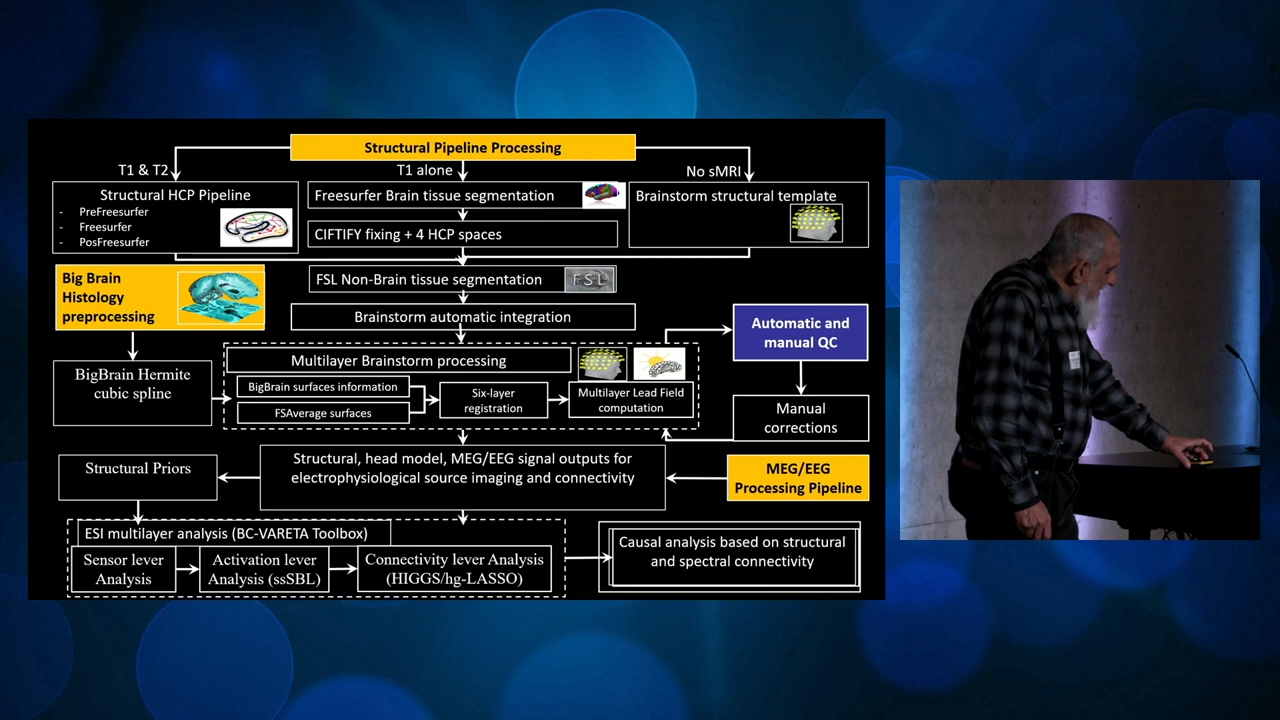 Structural Pipeline Processing
T1 & T2
T1 alone
No sMRI
Structural HCP Pipeline
- PreFreesurfer
- Freesurfer
- PosFreesurfer
Freesurfer Brain tissue segmentation
Brainstorm structural template
CIFTIFY fixing + 4 HCP spaces
Big Brain
Histology
preprocessing
FSL Non-Brain tissue segmentation
FSL
Brainstorm automatic integration
Automatic and
manual QC
BigBrain Hermite
cubic spline
Multilayer Brainstorm processing
BigBrain surfaces information
FSAverage surfaces
Six-layer
registration
Multilayer Lead Field
computation
Manual
corrections
Structural Priors
Structural, head model, MEG/EEG signal outputs for
electrophysiological source imaging and connectivity
MEG/EEG
Processing Pipeline
ESI multilayer analysis (BC-VARETA Toolbox)
Sensor lever
Analysis
Activation lever
Analysis (ssSBL)
Connectivity lever Analysis
(HIGGS/hg-LASSO)
Causal analysis based on structural
and spectral connectivity